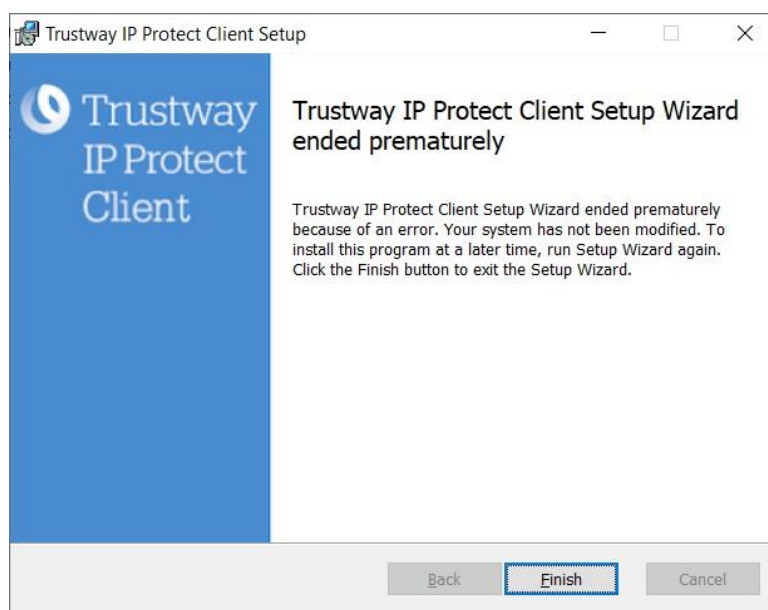 Trustway IP Protect Client Setup
Trustway
IP Protect
Client
Trustway IP Protect Client Setup Wizard
ended prematurely
Trustway IP Protect Client Setup Wizard ended prematurely
because of an error. Your system has not been modified. To
install this program at a later time, run Setup Wizard again.
Click the Finish button to exit the Setup Wizard.
Back
Finish
Cancel